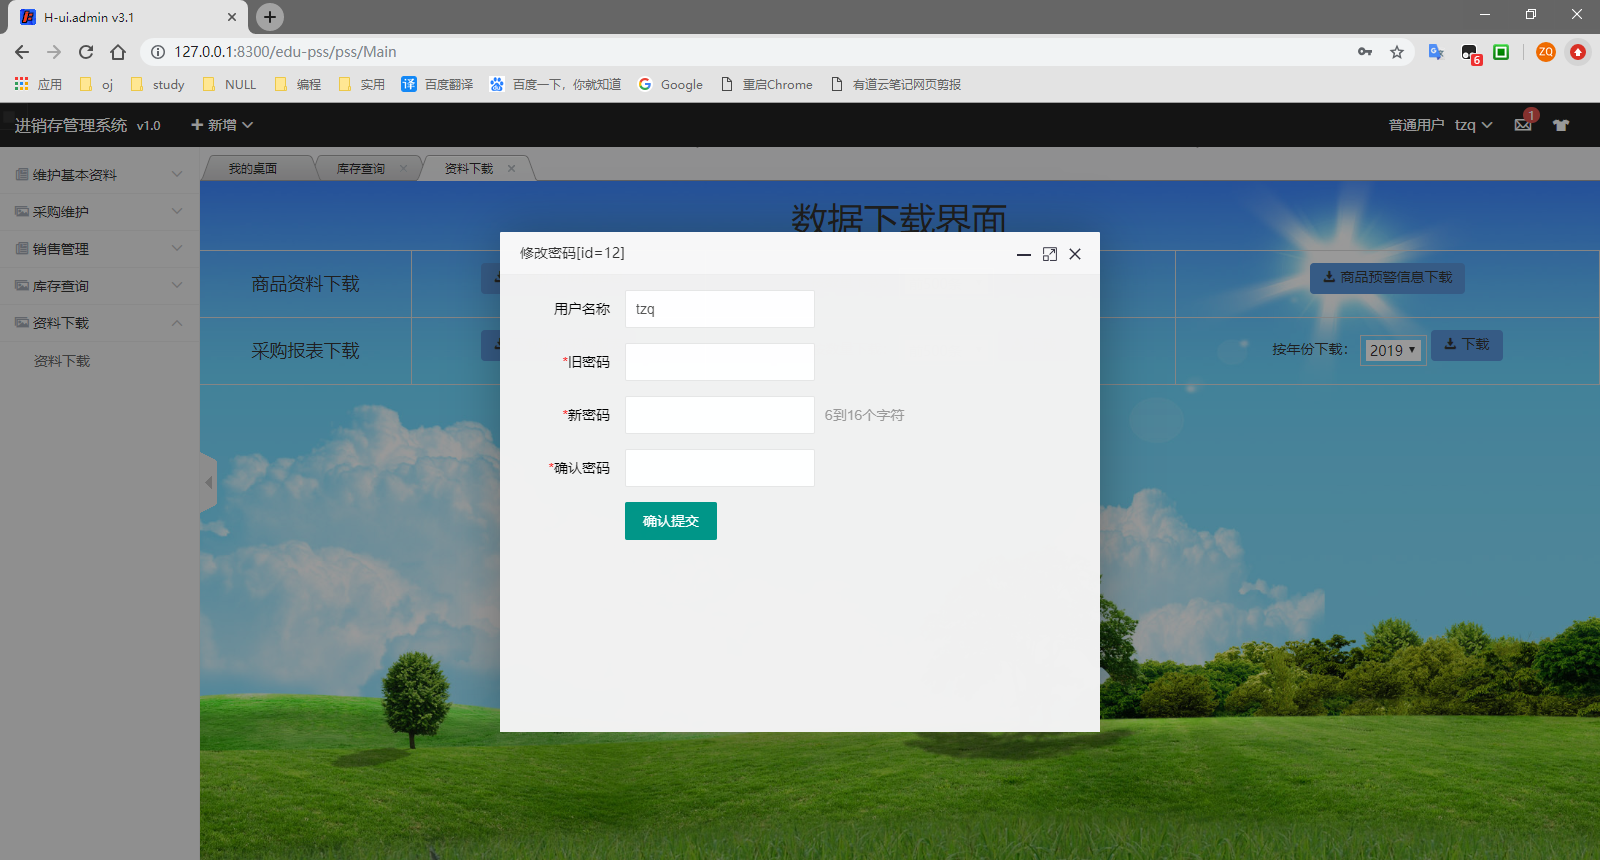 H-ui.admin v3.1
127.0.0.1:8300/edu-pss/pss/Main
6
ZQ
应用 oj study NULL 编程 实用 译 百度翻译 百度一下，你就知道 Google 重启Chrome 有道云笔记网页剪报
进销存管理系统 v1.0 新增 普通用户 tzq 1
我的桌面 库存查询 资料下载
维护基本资料
采购维护
销售管理
库存查询
资料下载
资料下载
数据下载界面
商品资料下载 商品预警信息下载
采购报表下载 按年份下载： 2019 下载
修改密码[id=12]
用户名称 tzq
*旧密码
*新密码 6到16个字符
*确认密码
确认提交